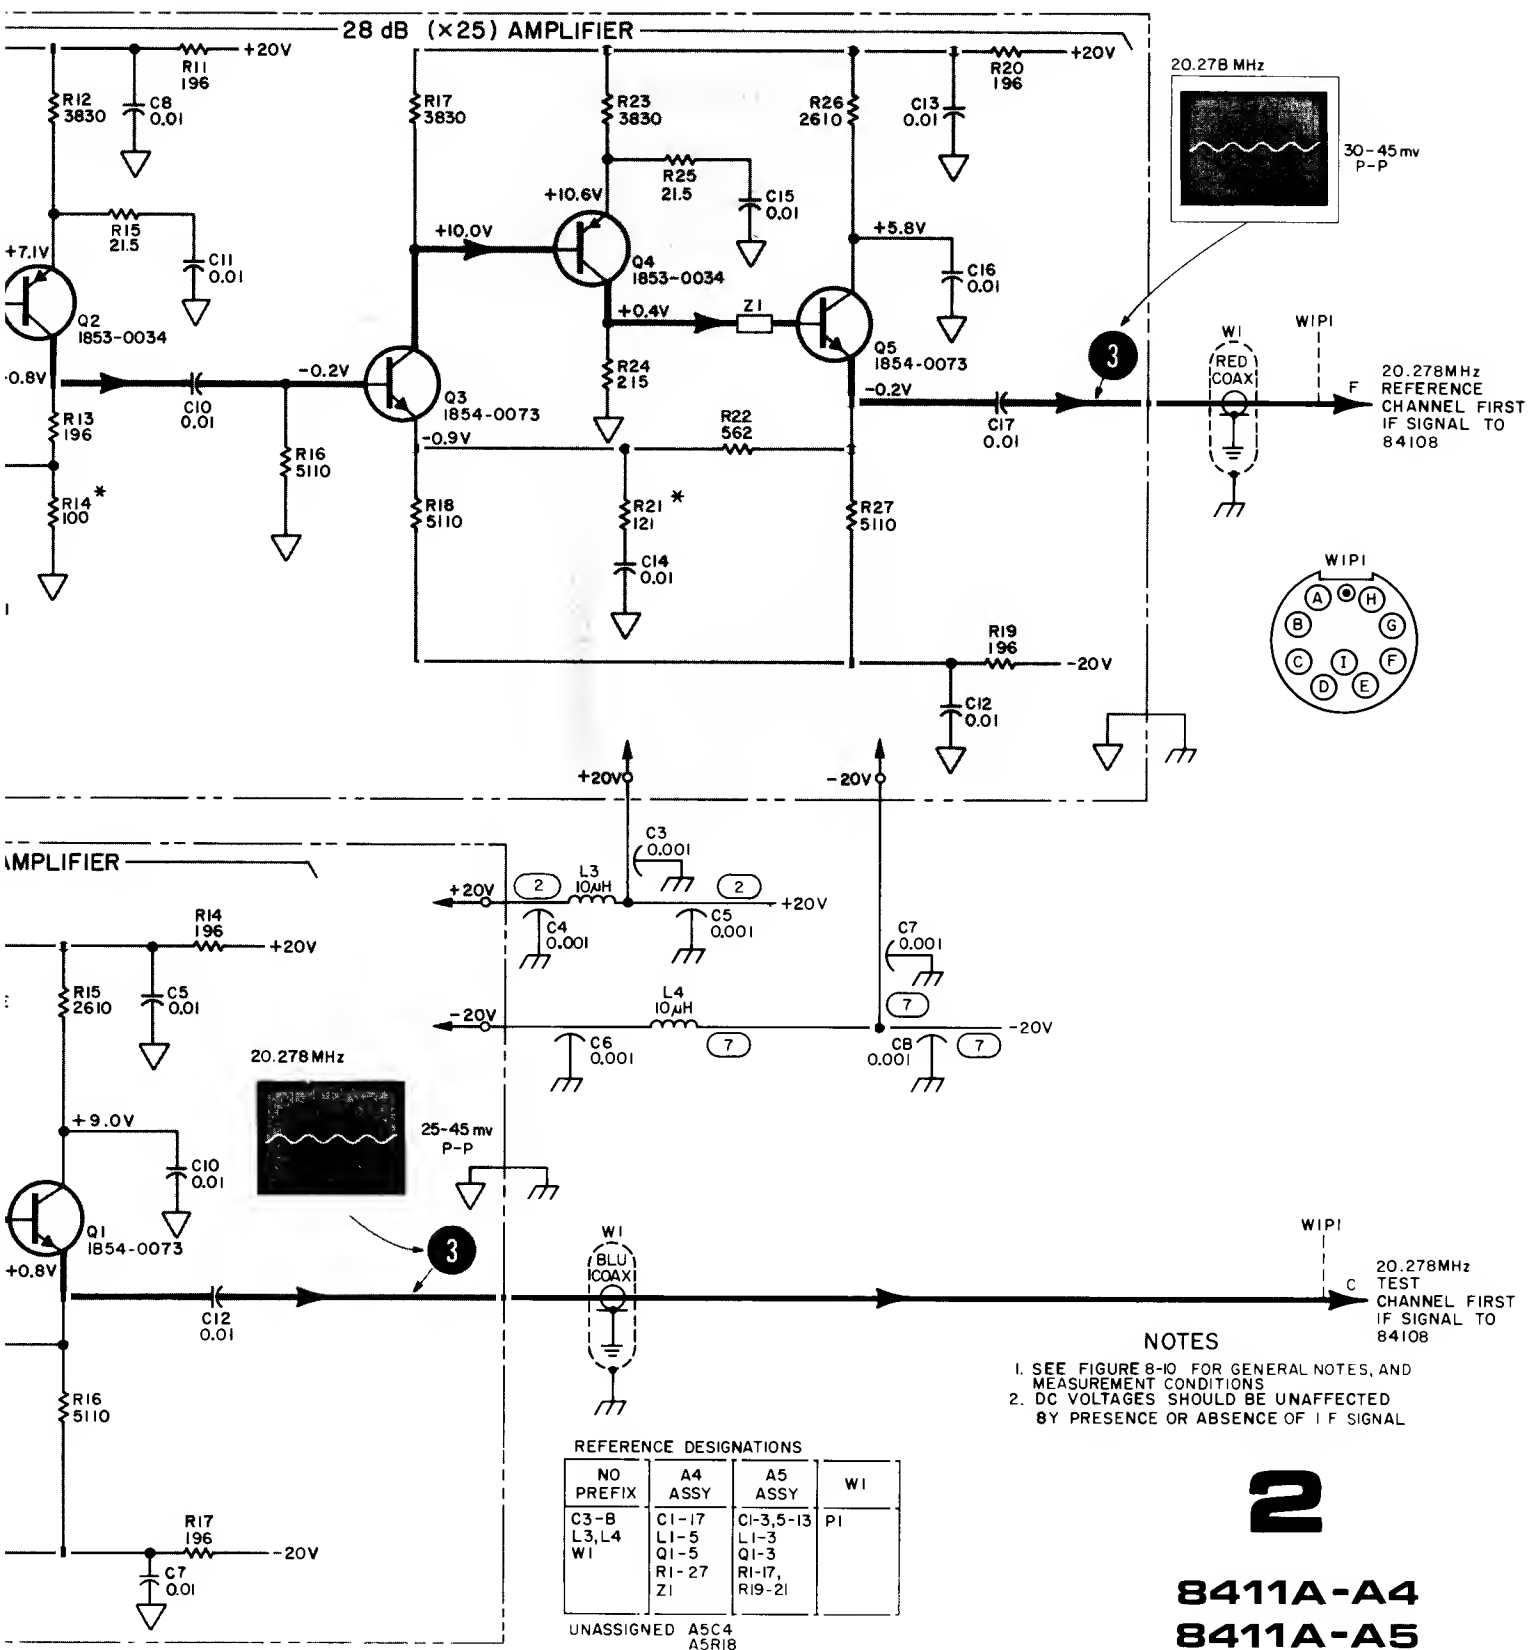 28 dB (×25) AMPLIFIER
R11
196
+20V
R12
3830
C8
0.01
R15
21.5
C11
0.01
+7.1V
Q2
1853-0034
-0.8V
R13
196
R14 *
100
C10
0.01
R16
5110
-0.2V
R17
3830
+10.0V
Q3
1854-0073
-0.9V
R18
5110
R23
3830
R25
21.5
C15
0.01
+10.6V
Q4
1853-0034
+0.4V
Z1
R24
215
R22
562
R21 *
121
C14
0.01
R26
2610
C13
0.01
R20
196
+20V
+5.8V
C16
0.01
Q5
1854-0073
-0.2V
C17
0.01
R27
5110
R19
196
-20V
C12
0.01
20.278 MHz
30-45mv
P-P
3
W1
RED
COAX
W1P1
F
20.278MHz
REFERENCE
CHANNEL FIRST
IF SIGNAL TO
8410B
W1P1
A
H
B
G
C
I
F
D
E
+20V
-20V
AMPLIFIER
C3
0.001
+20V
2
L3
10µH
2
+20V
C4
0.001
C5
0.001
C7
0.001
-20V
L4
10µH
7
7
-20V
C6
0.001
7
C8
0.001
R14
196
+20V
R15
2610
C5
0.01
20.278MHz
25-45mv
P-P
+9.0V
C10
0.01
Q1
1854-0073
+0.8V
C12
0.01
3
W1
BLU
COAX
W1P1
C
20.278MHz
TEST
CHANNEL FIRST
IF SIGNAL TO
8410B
R16
5110
R17
196
-20V
C7
0.01
NOTES
1. SEE FIGURE 8-10 FOR GENERAL NOTES, AND
MEASUREMENT CONDITIONS
2. DC VOLTAGES SHOULD BE UNAFFECTED
BY PRESENCE OR ABSENCE OF IF SIGNAL
REFERENCE DESIGNATIONS
NO PREFIX A4 ASSY A5 ASSY W1
C3-8 C1-17 C1-3,5-13 P1
L3,L4 L1-5 L1-3
W1 Q1-5 Q1-3
R1-27 R1-17,
Z1 R19-21
UNASSIGNED A5C4
A5R18
2
8411A-A4
8411A-A5